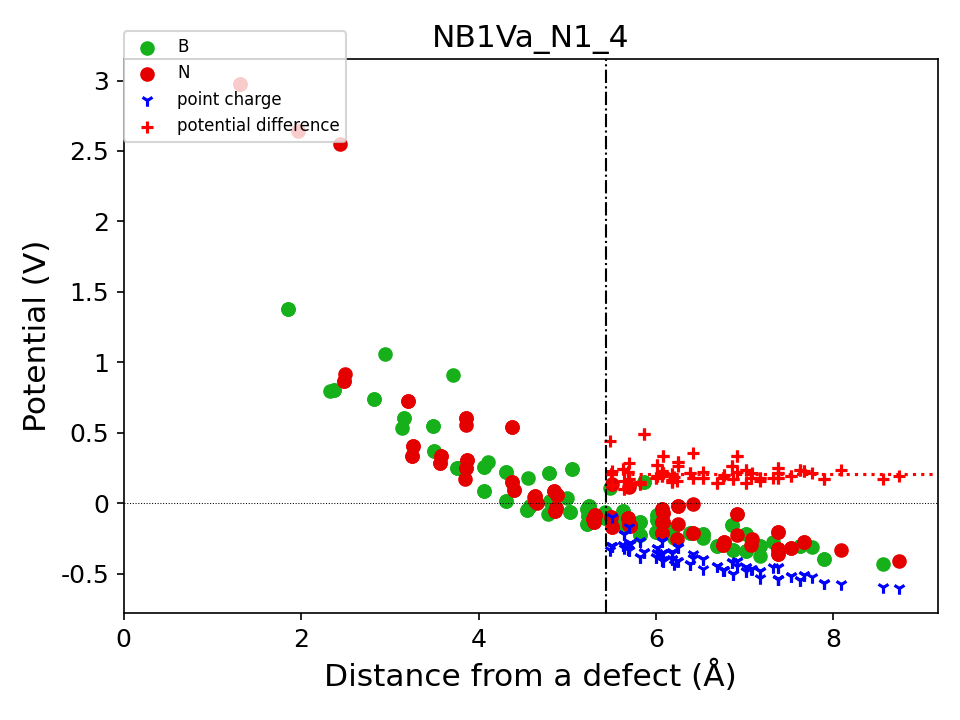 NB1Va_N1_4
B
N
point charge
potential difference
3
2.5
2
1.5
1
0.5
0
-0.5
Potential (V)
0
2
4
6
8
Distance from a defect (Å)